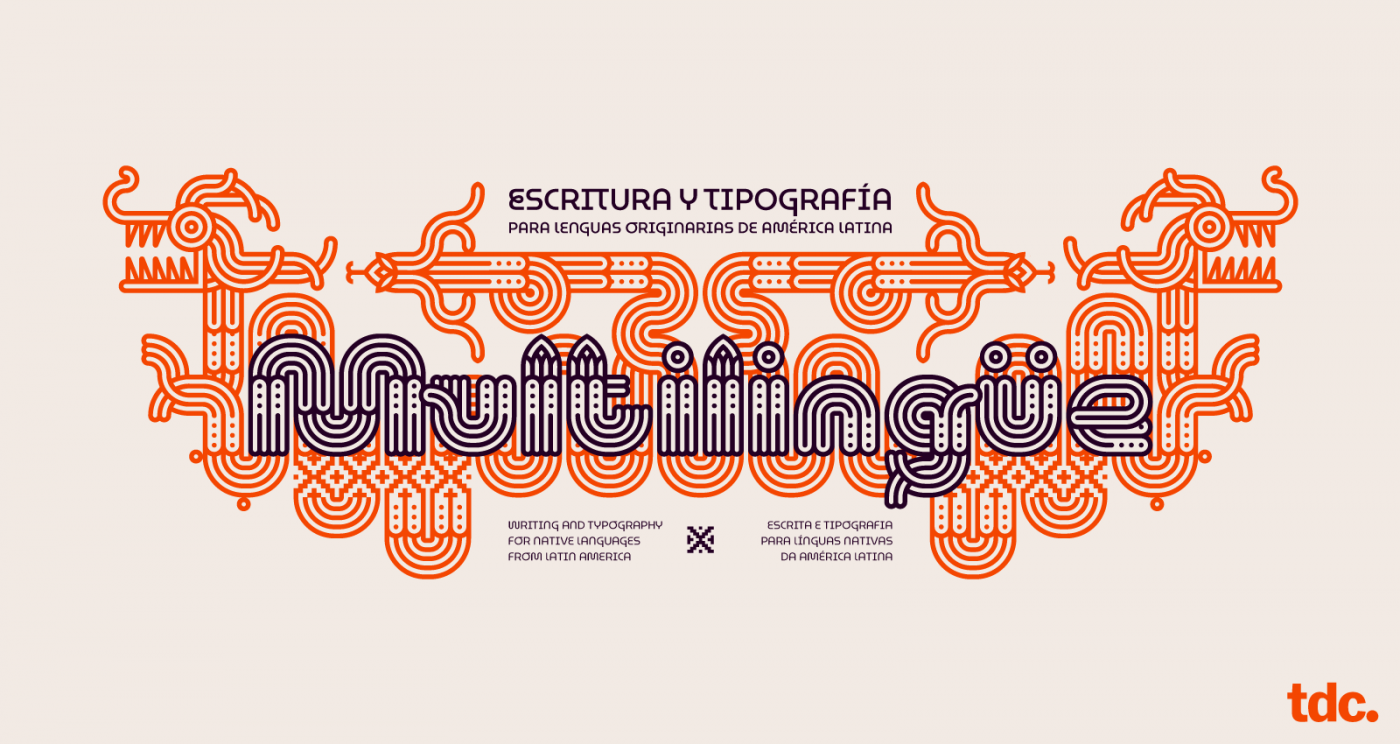 ESCRITURA Y TIPOGRAFÍA
PARA LENGUAS ORIGINARIAS DE AMÉRICA LATINA
Multilingüe
WRITING AND TYPOGRAPHY
FOR NATIVE LANGUAGES
FROM LATIN AMERICA
ESCRITA E TIPOGRAFIA
PARA LÍNGUAS NATIVAS
DA AMÉRICA LATINA
tdc.